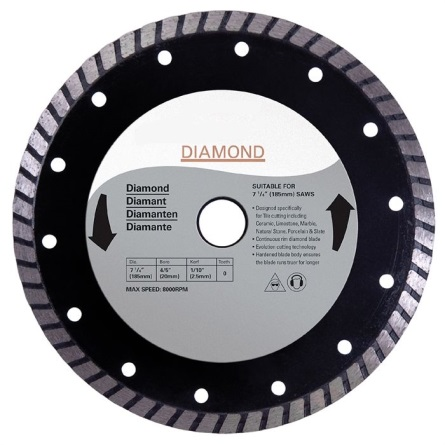 DIAMOND
Diamond
Diamant
Diamanten
Diamante
SUITABLE FOR
7 1/4" (185mm) SAWS
• Designed specifically
for Tile cutting including
Ceramic, Limestone, Marble,
Natural Stone, Porcelain & Slate
• Continuous rim diamond blade
• Evolution cutting technology
• Hardened blade body ensures
the blade runs truer for longer
Dia. Bore Kerf Teeth
7 1/4" 1/10" 0
(185mm) (20mm) (2.5mm)
MAX SPEED: 8000RPM